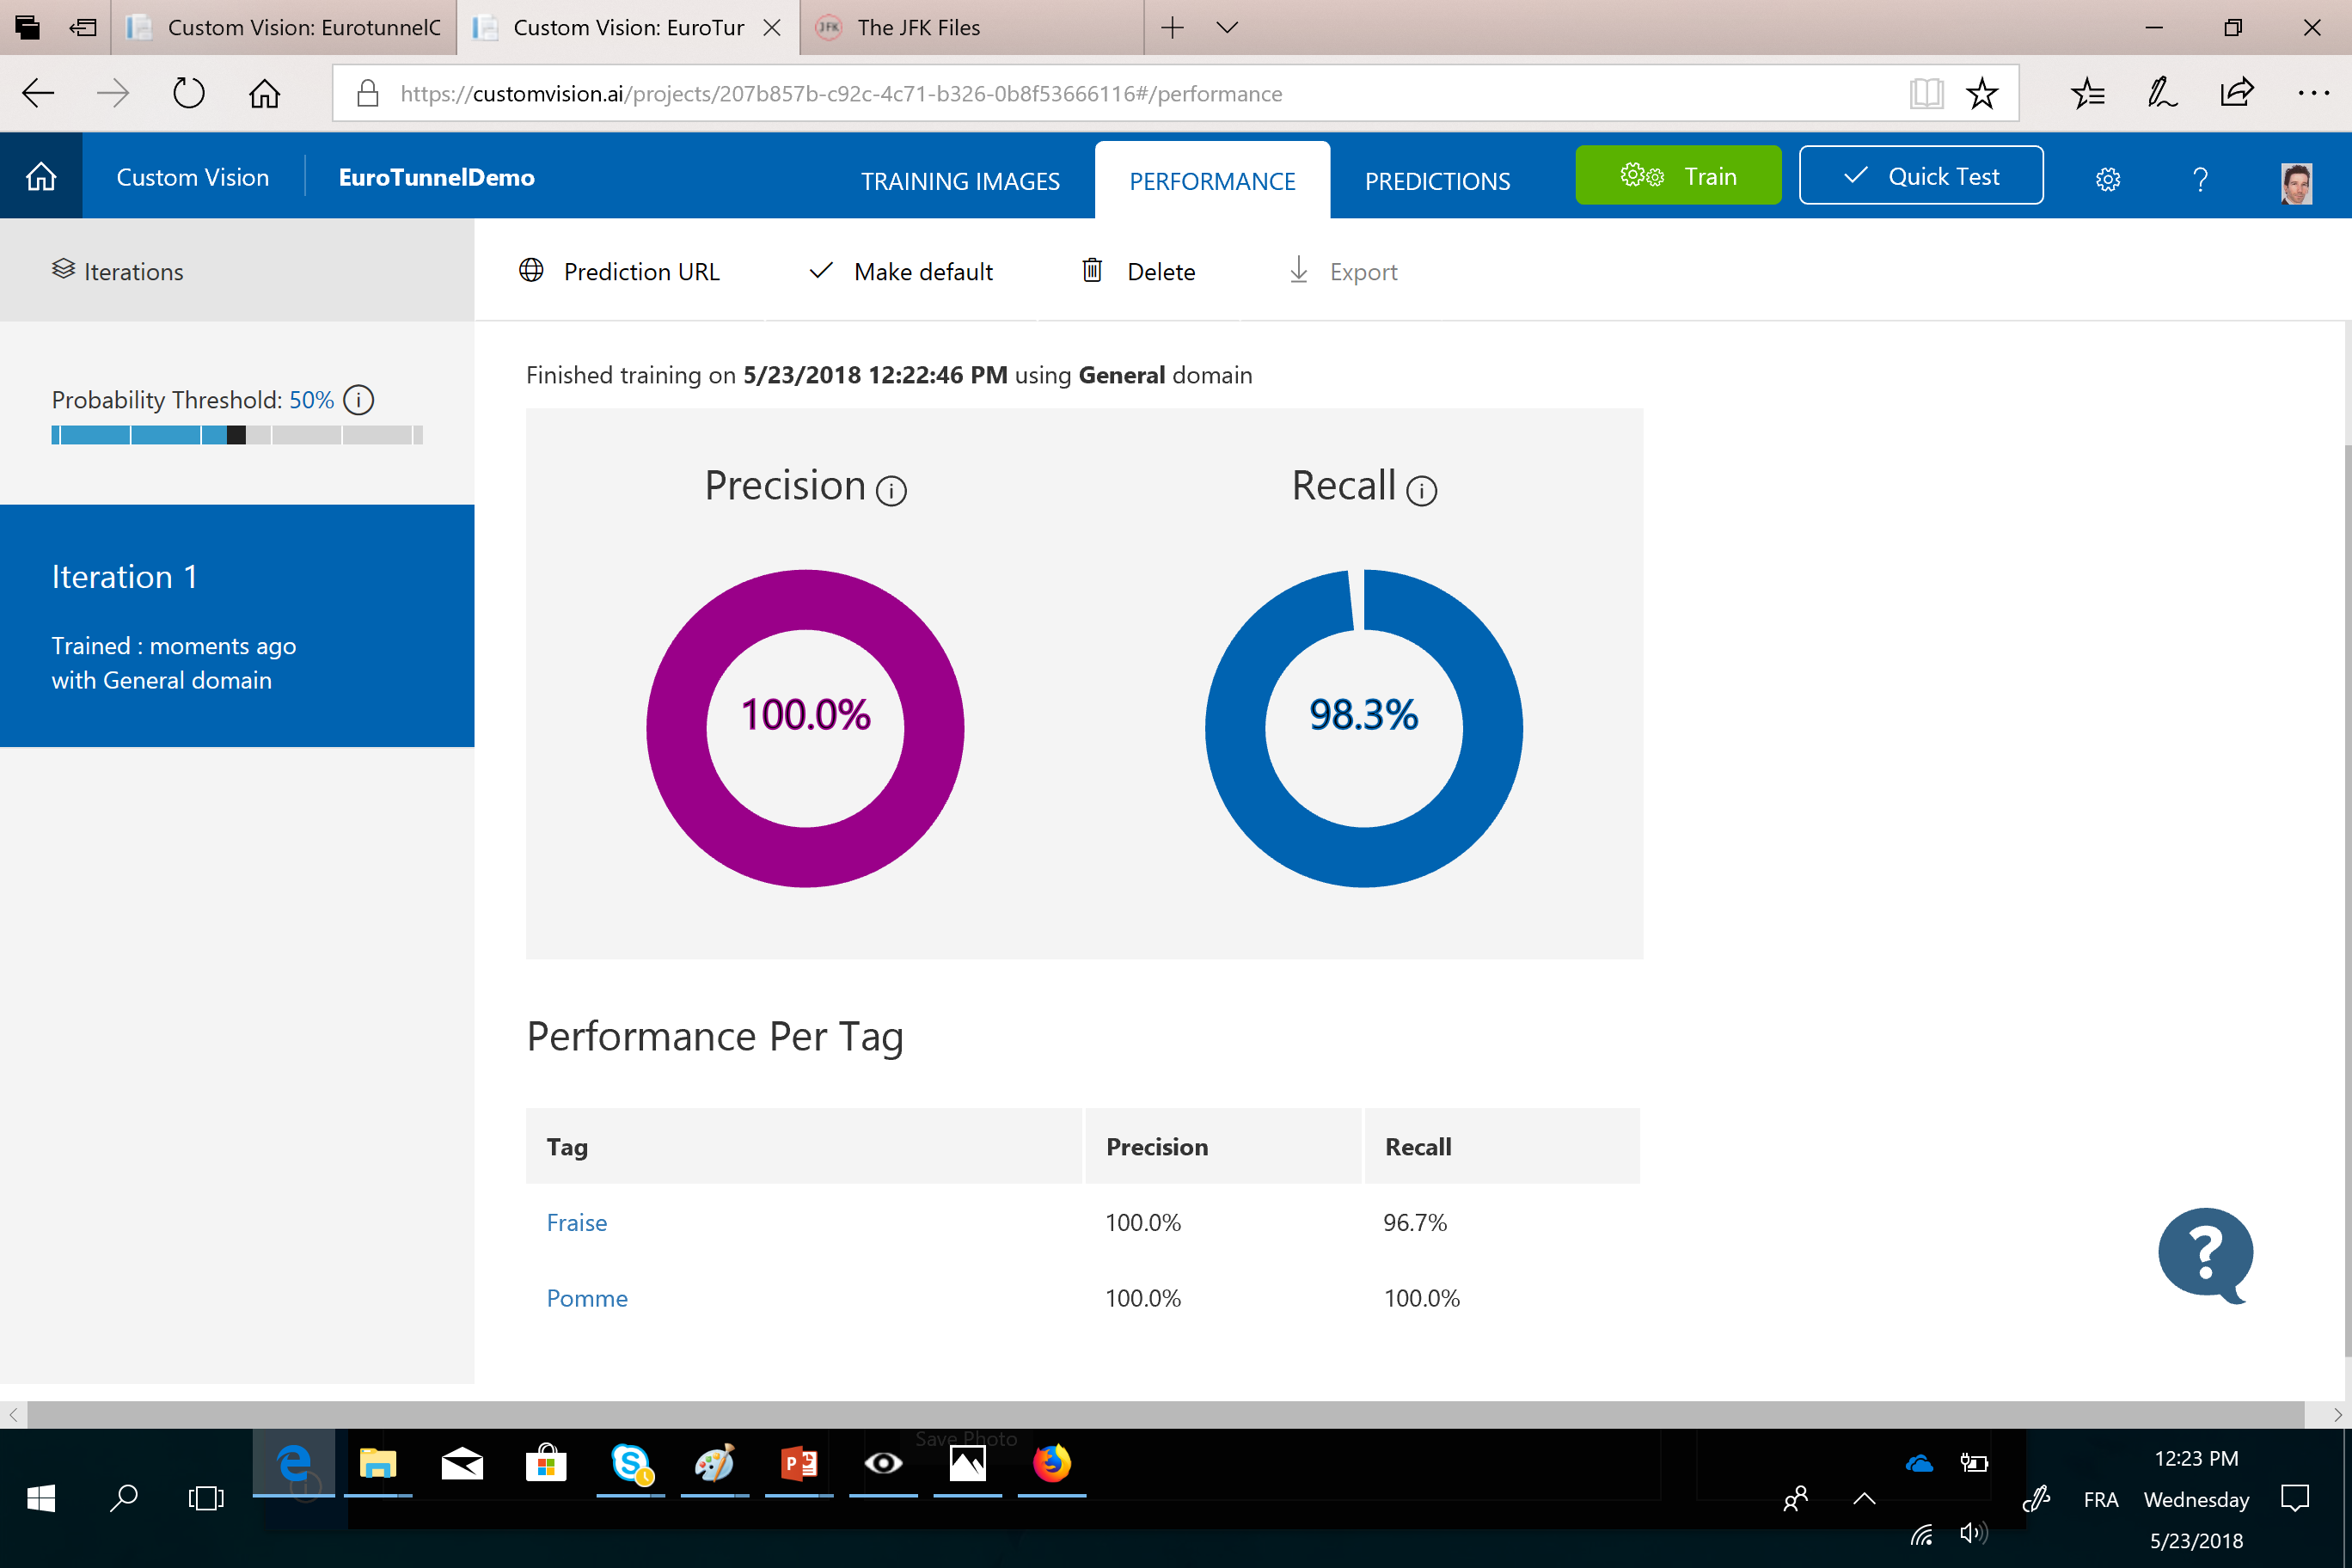 Custom Vision: EurotunnelC
Custom Vision: EuroTur
JFK
The JFK Files
https://customvision.ai/projects/207b857b-c92c-4c71-b326-0b8f53666116#/performance
Custom Vision
EuroTunnelDemo
TRAINING IMAGES
PERFORMANCE
PREDICTIONS
Train
Quick Test
?
Iterations
Prediction URL
Make default
Delete
Export
Probability Threshold: 50%
Finished training on 5/23/2018 12:22:46 PM using General domain
Precision
Recall
Iteration 1
Trained : moments ago
with General domain
100.0%
98.3%
Performance Per Tag
Tag Precision Recall
Fraise 100.0% 96.7%
Pomme 100.0% 100.0%
?
Save Photo
12:23 PM
FRA
Wednesday
5/23/2018